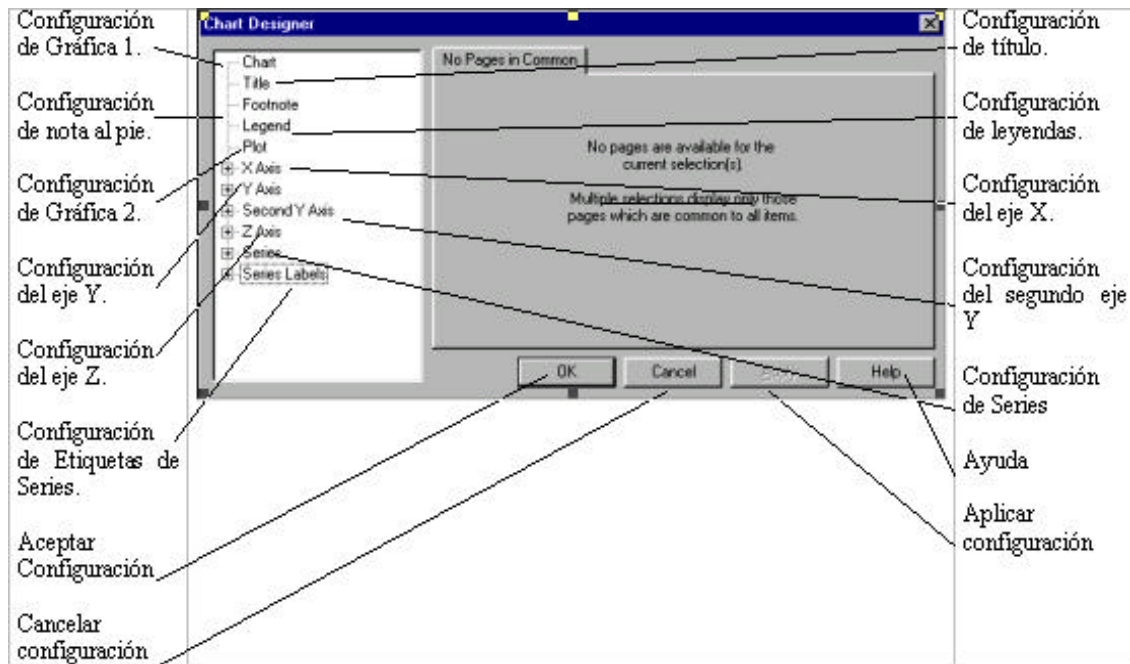 Configuración
de Gráfica 1.
Configuración
de nota al pie.
Configuración
de Gráfica 2.
Configuración
del eje Y.
Configuración
del eje Z.
Configuración
de Etiquetas de
Series.
Aceptar
Configuración
Cancelar
configuración
Chart Designer
Chart
Title
Footnote
Legend
Plot
X Axis
Y Axis
Second Y Axis
Z Axis
Series
Series Labels
No Pages in Common
No pages are available for the
current selection(s).
Multiple selections display only those
pages which are common to all items.
OK
Cancel
Help
Configuración
de título.
Configuración
de leyendas.
Configuración
del eje X.
Configuración
del segundo eje
Y
Configuración
de Series
Ayuda
Aplicar
configuración